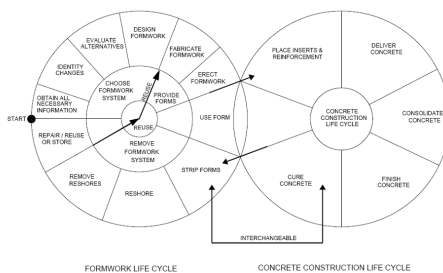 DESIGN
FORMWORK
EVALUATE
ALTERNATIVES
FABRICATE
FORMWORK
IDENTITY
CHANGES
ERECT
FORMWORK
CHOOSE
FORMWORK
SYSTEM
REUSE
PROVIDE
FORMS
OBTAIN ALL
NECESSARY
INFORMATION
START
REUSE
USE FORM
REPAIR / REUSE
OR STORE
REMOVE
FORMWORK
SYSTEM
STRIP FORMS
REMOVE
RESHORES
RESHORE
PLACE INSERTS &
REINFORCEMENT
DELIVER
CONCRETE
CONCRETE
CONSTRUCTION
LIFE CYCLE
CONSOLIDATE
CONCRETE
CURE
CONCRETE
FINISH
CONCRETE
INTERCHANGEABLE
FORMWORK LIFE CYCLE
CONCRETE CONSTRUCTION LIFE CYCLE